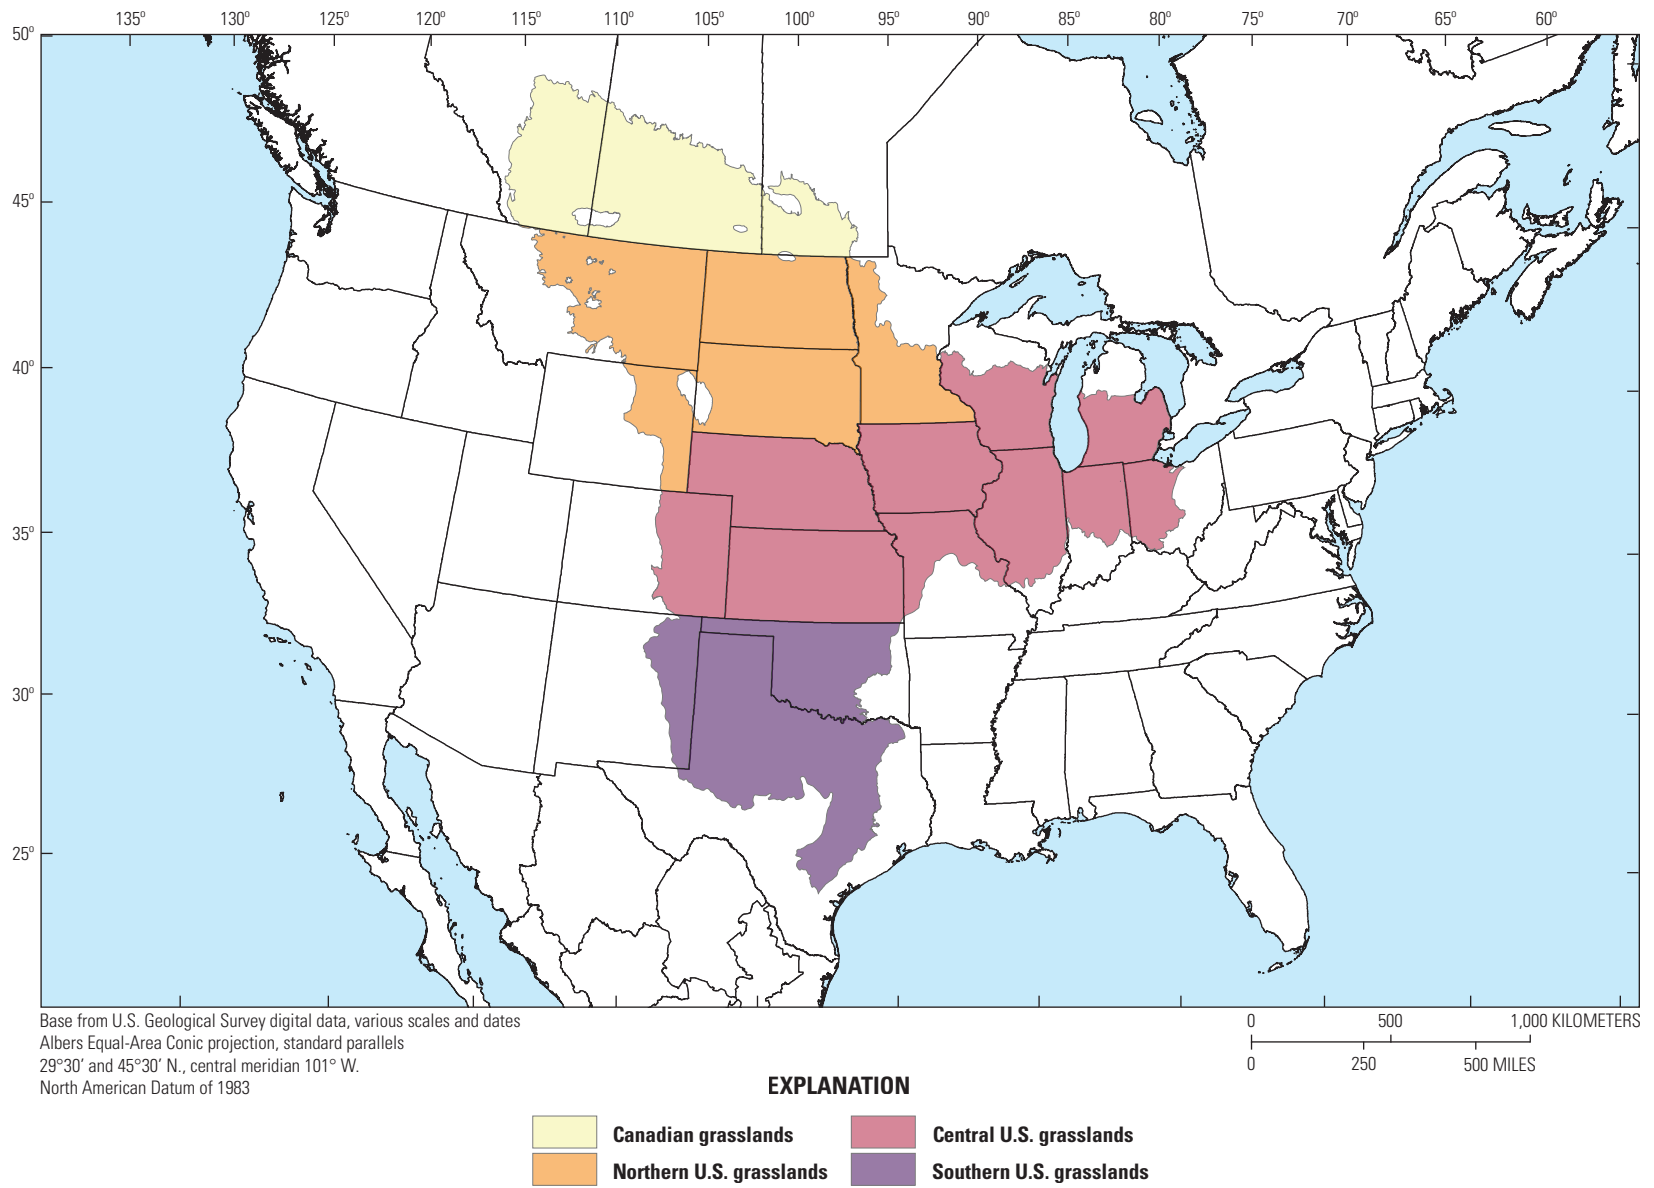 135° 130° 125° 120° 115° 110° 105° 100° 95° 90° 85° 80° 75° 70° 65° 60°
50°
45°
40°
35°
30°
25°
Base from U.S. Geological Survey digital data, various scales and dates
Albers Equal-Area Conic projection, standard parallels
29°30′ and 45°30′ N., central meridian 101° W.
North American Datum of 1983
0 500 1,000 KILOMETERS
0 250 500 MILES
EXPLANATION
Canadian grasslands
Northern U.S. grasslands
Central U.S. grasslands
Southern U.S. grasslands